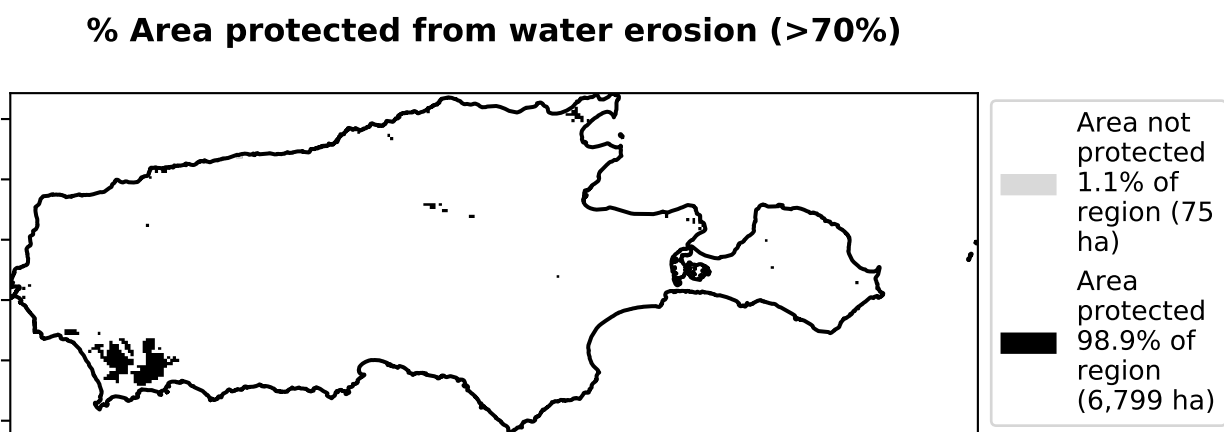 % Area protected from water erosion (>70%)
Area not
protected
1.1% of
region (75
ha)
Area
protected
98.9% of
region
(6,799 ha)